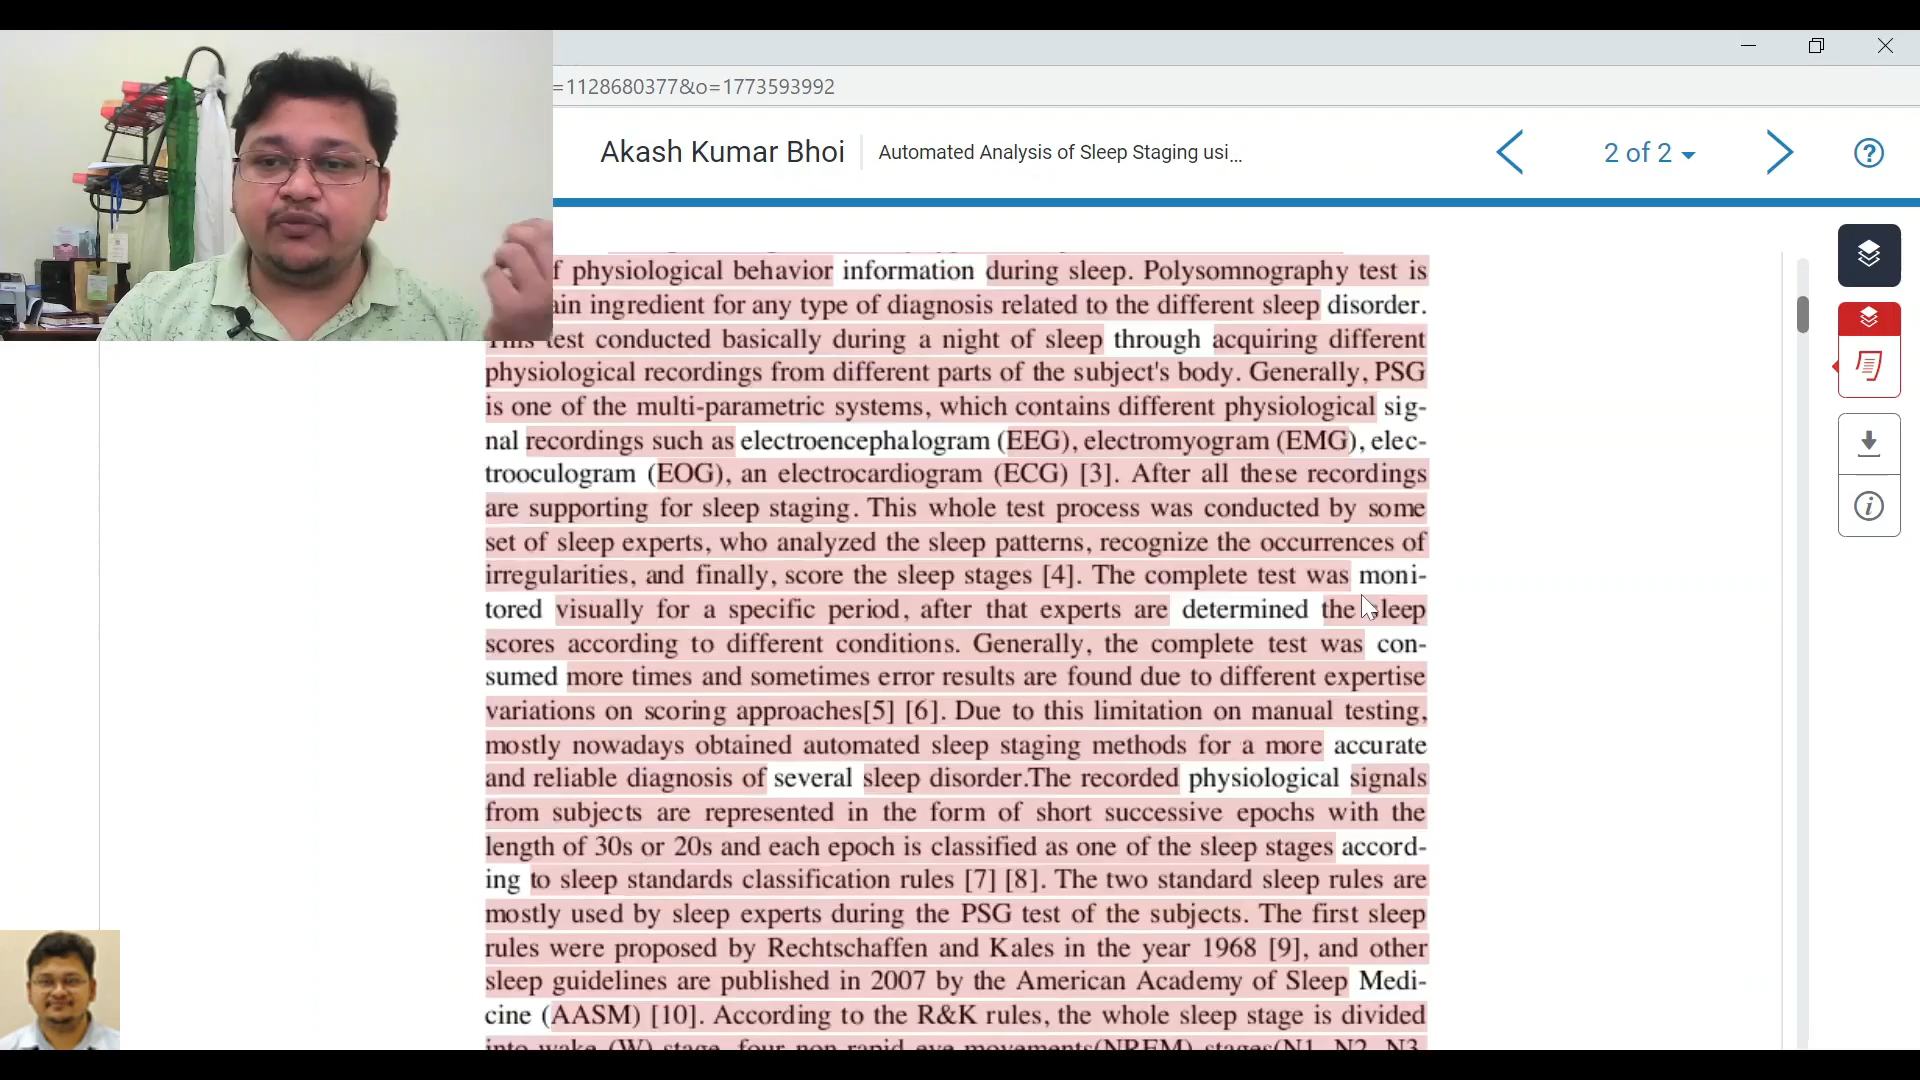 =1128680377&o=1773593992
Akash Kumar Bhoi
Automated Analysis of Sleep Staging usi...
2 of 2
f physiological behavior information during sleep. Polysomnography test is
ain ingredient for any type of diagnosis related to the different sleep disorder.
This test conducted basically during a night of sleep through acquiring different
physiological recordings from different parts of the subject's body. Generally, PSG
is one of the multi-parametric systems, which contains different physiological sig-
nal recordings such as electroencephalogram (EEG), electromyogram (EMG), elec-
trooculogram (EOG), an electrocardiogram (ECG) [3]. After all these recordings
are supporting for sleep staging. This whole test process was conducted by some
set of sleep experts, who analyzed the sleep patterns, recognize the occurrences of
irregularities, and finally, score the sleep stages [4]. The complete test was moni-
tored visually for a specific period, after that experts are determined the sleep
scores according to different conditions. Generally, the complete test was con-
sumed more times and sometimes error results are found due to different expertise
variations on scoring approaches[5] [6]. Due to this limitation on manual testing,
mostly nowadays obtained automated sleep staging methods for a more accurate
and reliable diagnosis of several sleep disorder.The recorded physiological signals
from subjects are represented in the form of short successive epochs with the
length of 30s or 20s and each epoch is classified as one of the sleep stages accord-
ing to sleep standards classification rules [7] [8]. The two standard sleep rules are
mostly used by sleep experts during the PSG test of the subjects. The first sleep
rules were proposed by Rechtschaffen and Kales in the year 1968 [9], and other
sleep guidelines are published in 2007 by the American Academy of Sleep Medi-
cine (AASM) [10]. According to the R&K rules, the whole sleep stage is divided
into wake (W) stage, four non rapid eye movements(NREM) stages(N1, N2, N3,